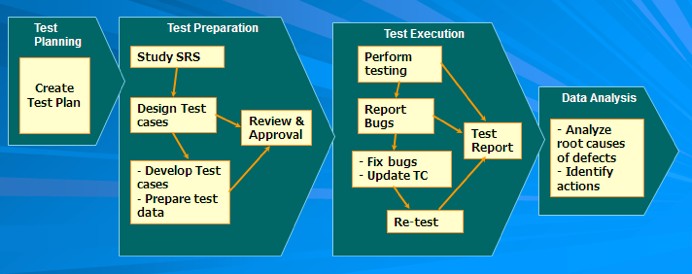 Test
Planning
Create
Test Plan
Test Preparation
Study SRS
Design Test
cases
- Develop Test
cases
- Prepare test
data
Review &
Approval
Test Execution
Perform
testing
Report
Bugs
- Fix bugs
- Update TC
Re-test
Test
Report
Data Analysis
- Analyze
root causes
of defects
- Identify
actions